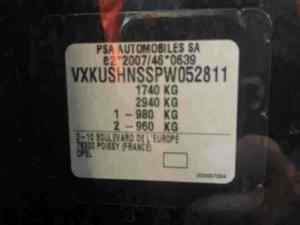 PSA AUTOMOBILES SA
e2*2007/46*0639
VXKUSHNSSPW052811
1740 KG
2940 KG
1 - 980 KG
2 - 960 KG
2-10 BOULEVARD DE L'EUROPE
78300 POISSY (FRANCE)
OPEL